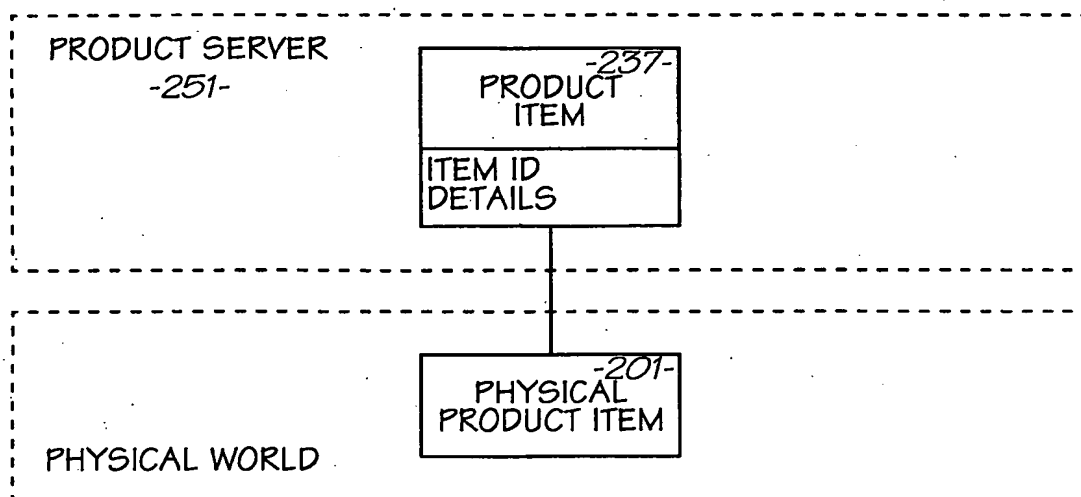 PRODUCT SERVER
-251-
-237-
PRODUCT
ITEM
ITEM ID
DETAILS
-201-
PHYSICAL
PRODUCT ITEM
PHYSICAL WORLD